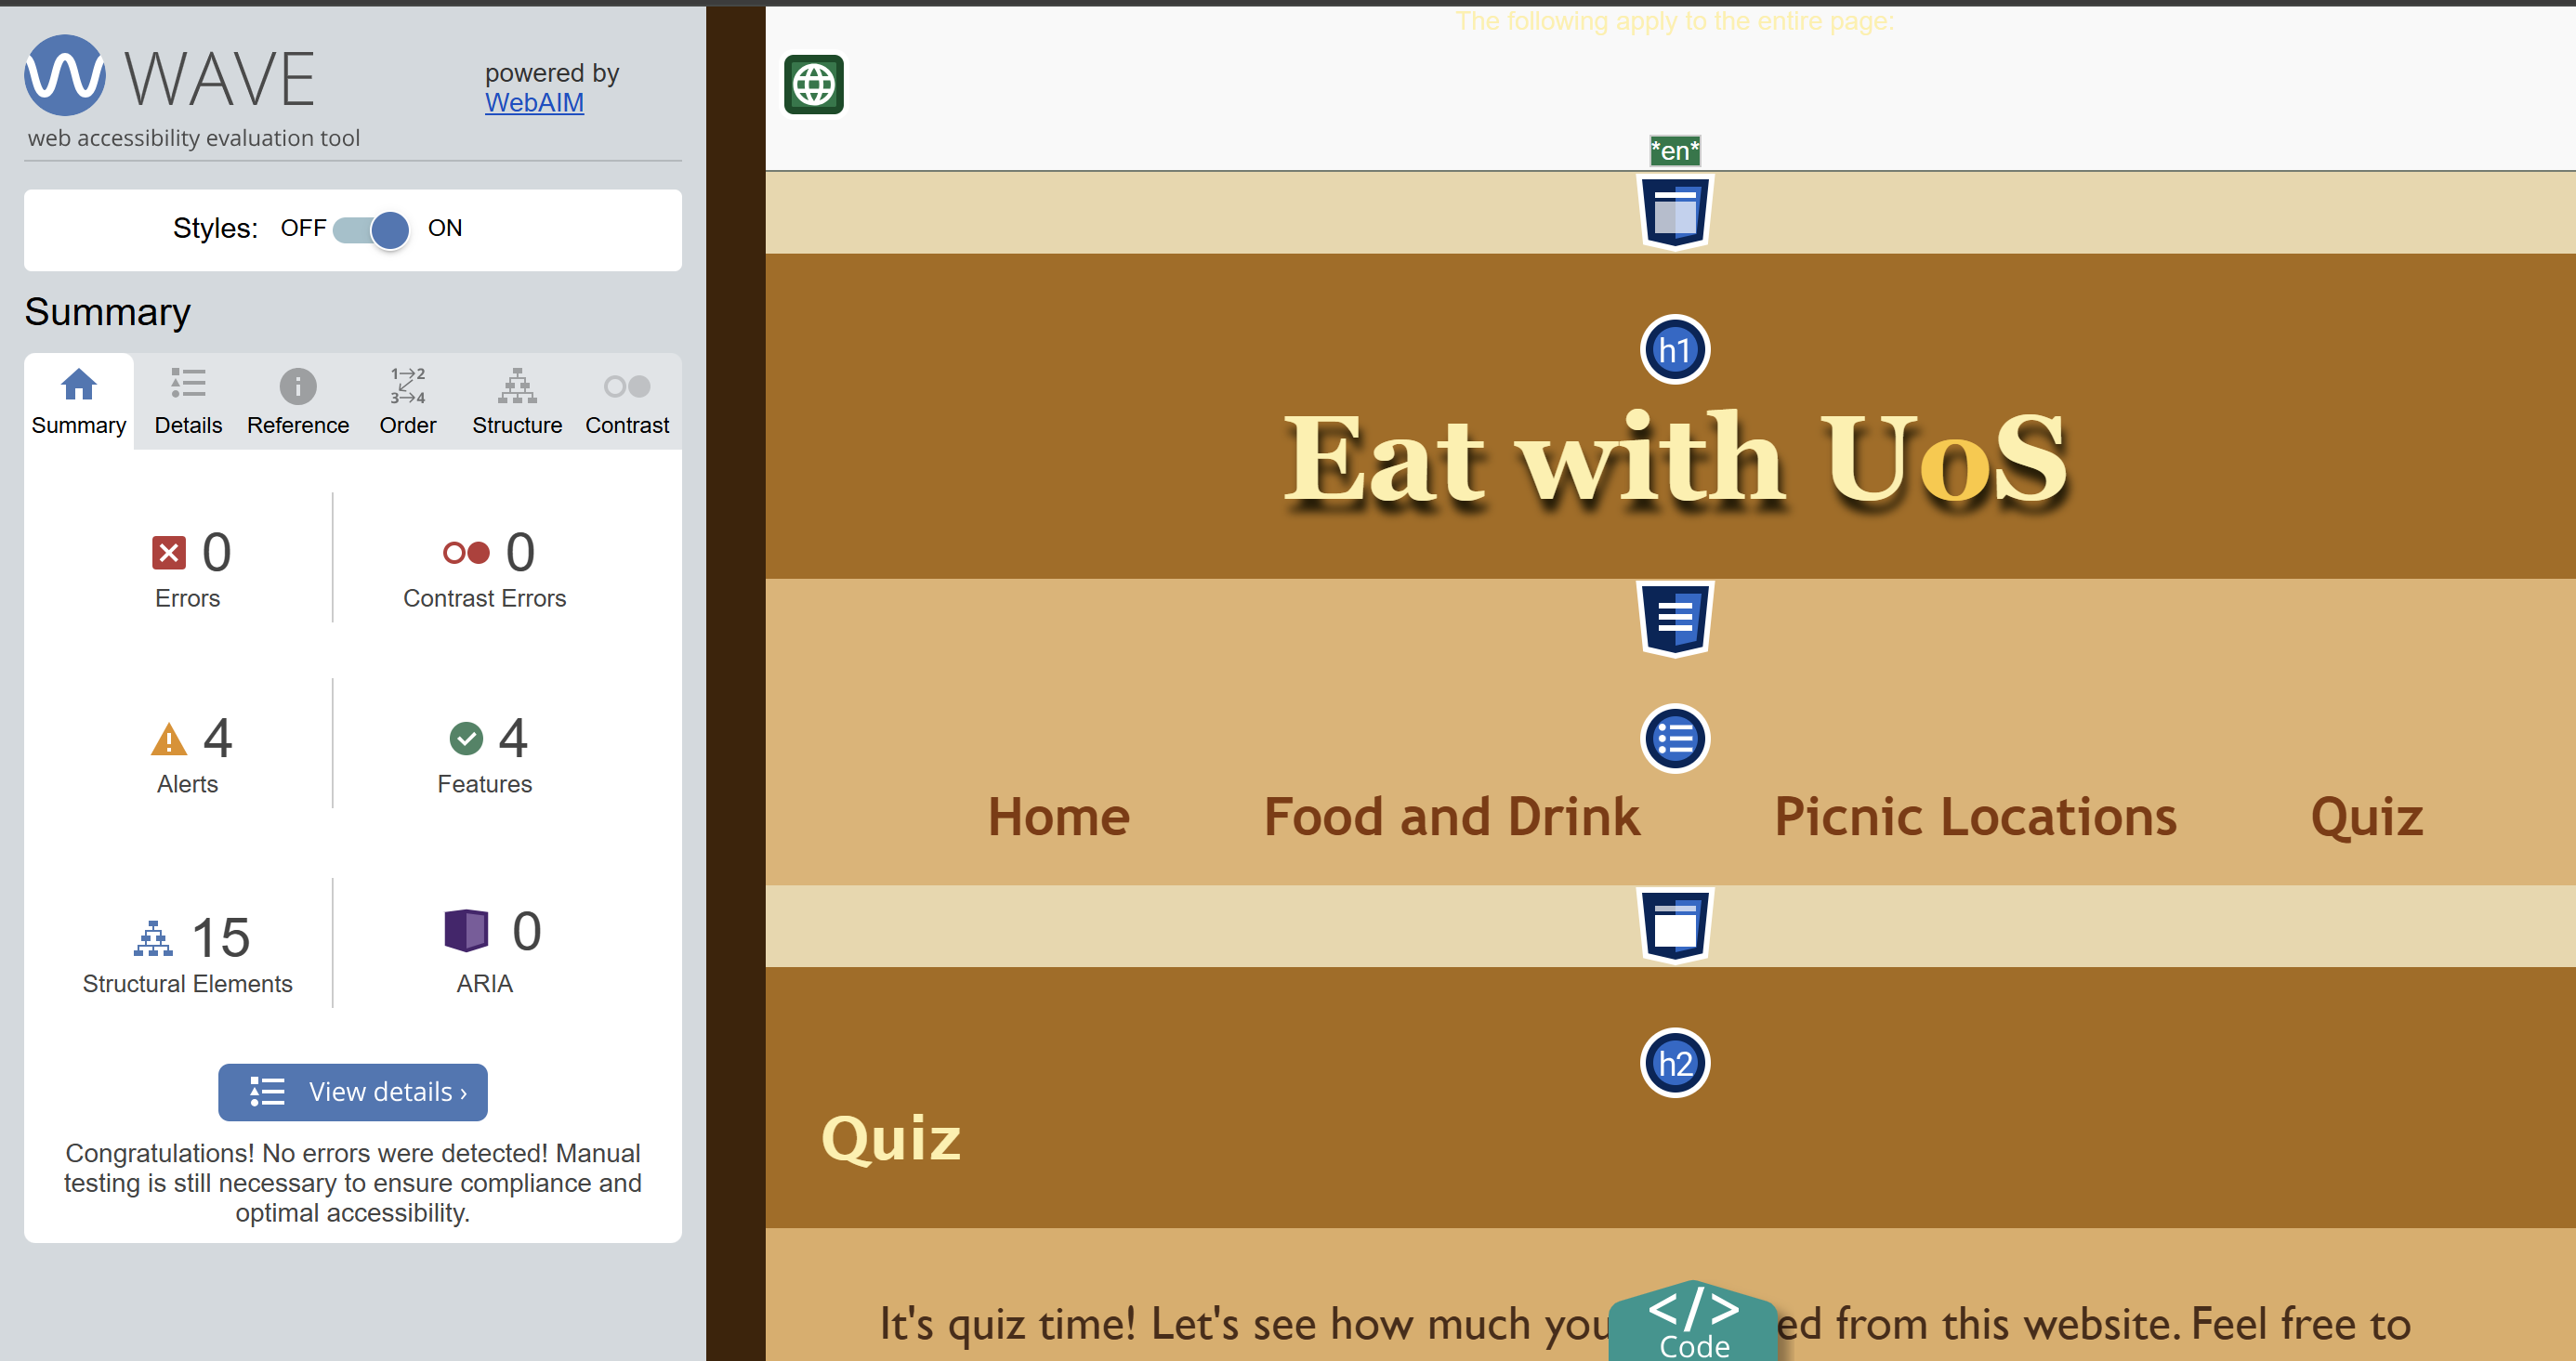 WAVE
powered by
WebAIM
web accessibility evaluation tool
Styles: OFF ON
Summary
Summary
Details
Reference
1→2
3→4
Order
Structure
Contrast
0
Errors
0
Contrast Errors
4
Alerts
4
Features
15
Structural Elements
0
ARIA
View details ›
Congratulations! No errors were detected! Manual
testing is still necessary to ensure compliance and
optimal accessibility.
The following apply to the entire page:
*en*
h1
Eat with UoS
Home Food and Drink Picnic Locations Quiz
h2
Quiz
It's quiz time! Let's see how much you ed from this website. Feel free to
</>
Code